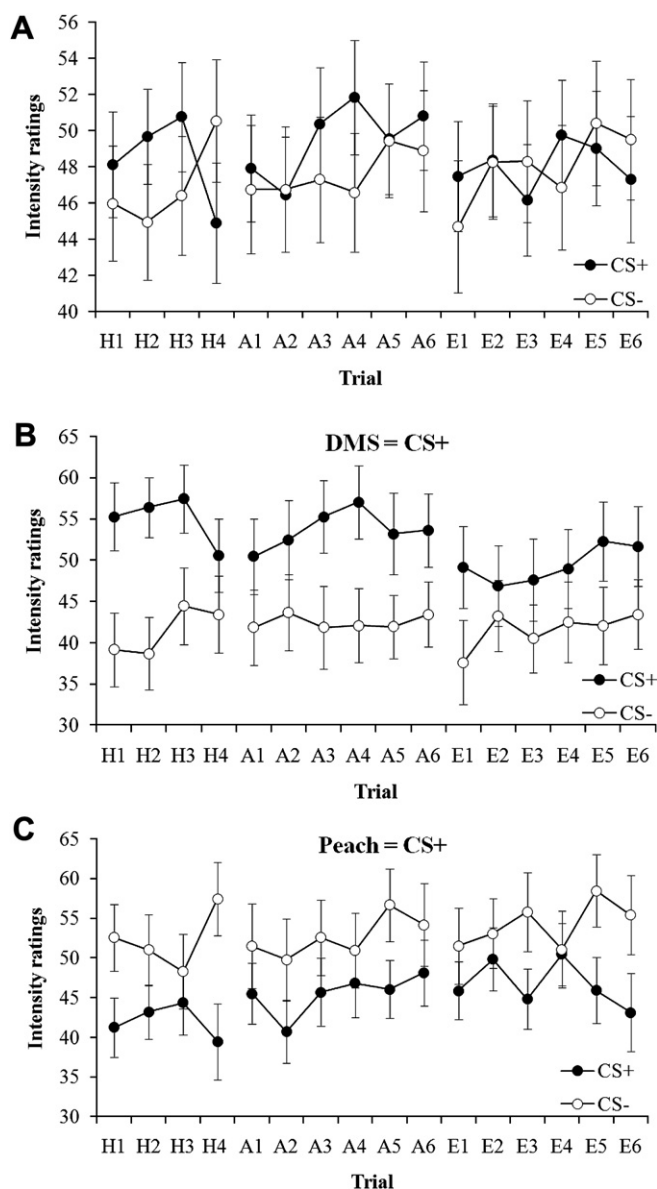 A
56
54
52
50
48
46
44
42
40
Intensity ratings
CS+
CS-
H1 H2 H3 H4 A1 A2 A3 A4 A5 A6 E1 E2 E3 E4 E5 E6
Trial
B
DMS = CS+
65
60
55
50
45
40
35
30
Intensity ratings
CS+
CS-
H1 H2 H3 H4 A1 A2 A3 A4 A5 A6 E1 E2 E3 E4 E5 E6
Trial
C
Peach = CS+
65
60
55
50
45
40
35
30
Intensity ratings
CS+
CS-
H1 H2 H3 H4 A1 A2 A3 A4 A5 A6 E1 E2 E3 E4 E5 E6
Trial